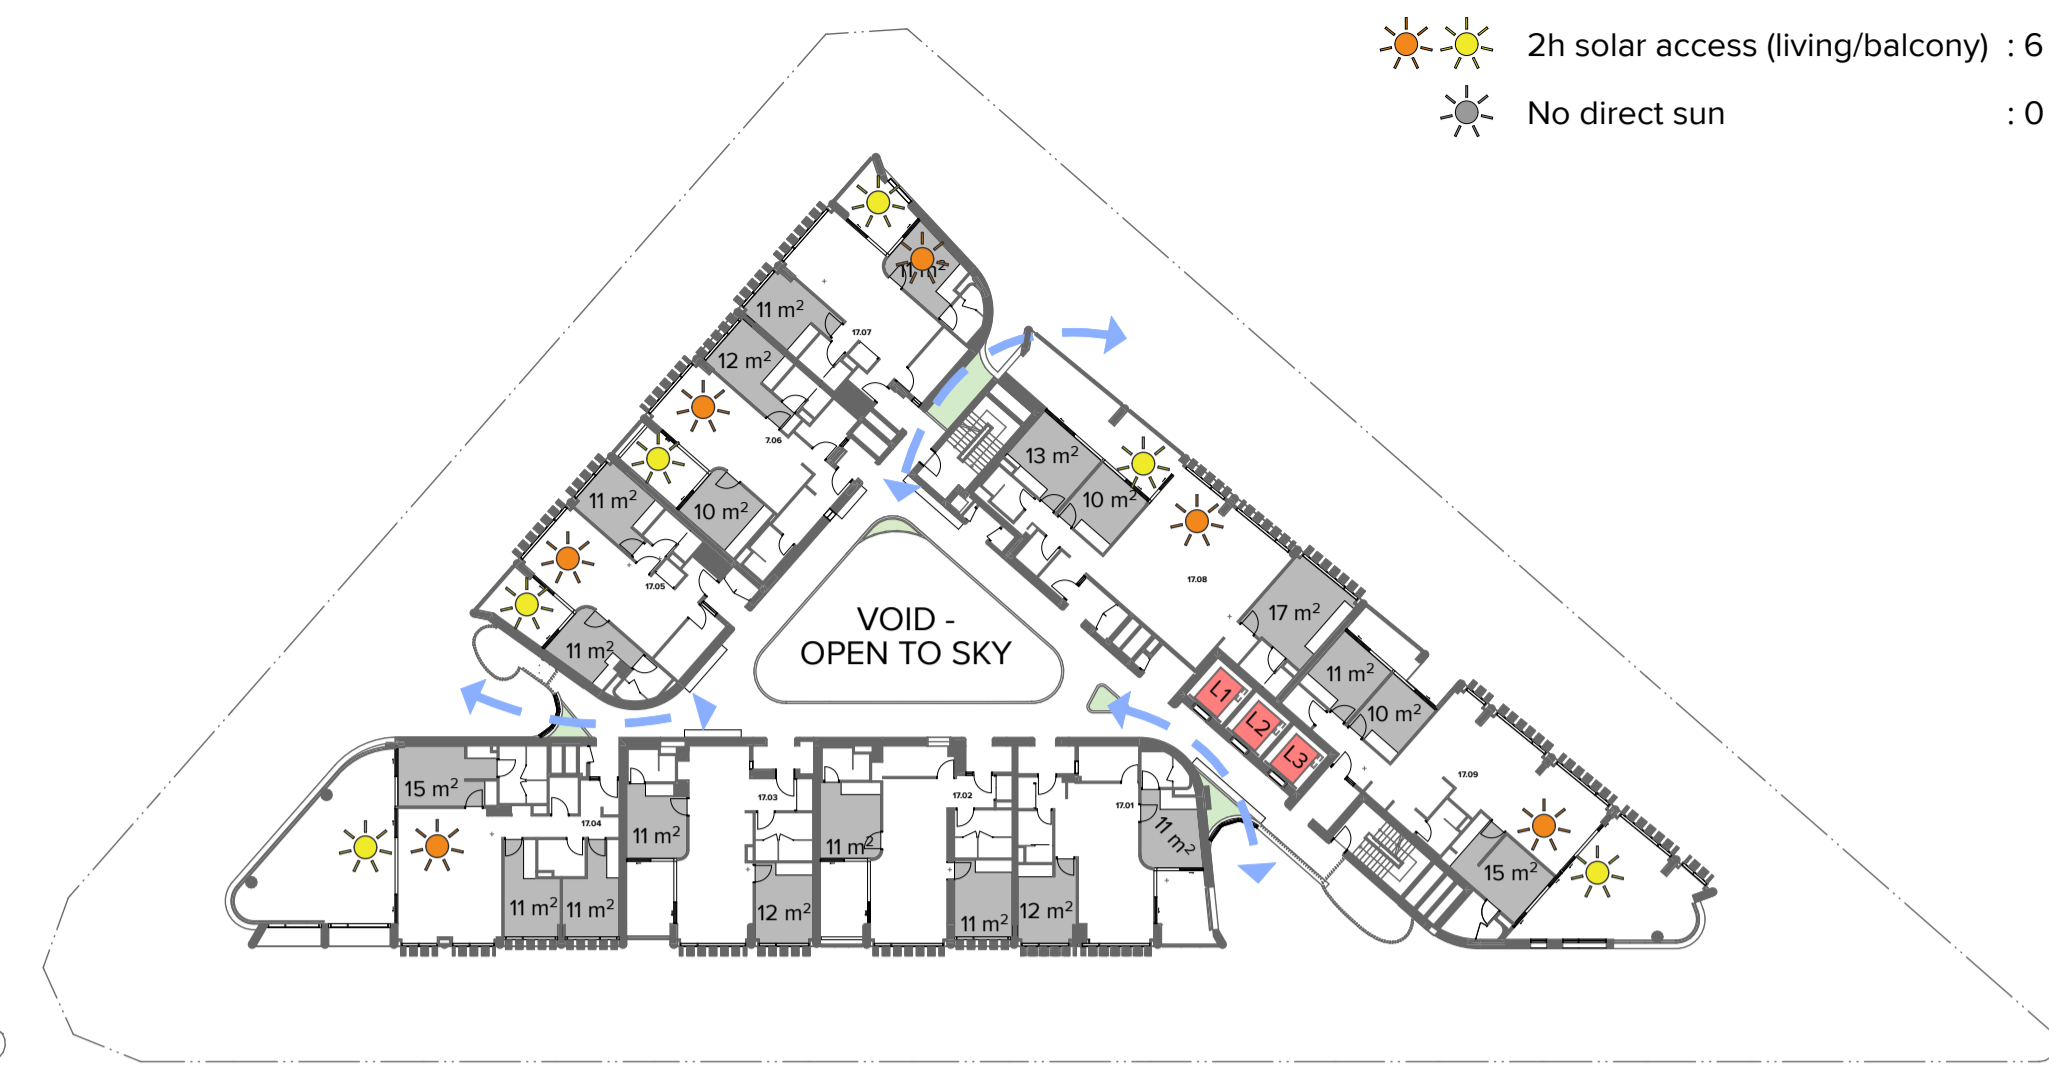 2h solar access (living/balcony) : 6
No direct sun : 0
11 m²
11 m²
17.07
12 m²
7.06
13 m²
10 m²
11 m²
10 m²
17.05
17.08
VOID -
OPEN TO SKY
17 m²
11 m²
11 m²
L1
10 m²
L2
L3
17.09
15 m²
17.04
17.03
17.02
17.01
11 m²
11 m²
11 m²
15 m²
11 m²
11 m²
12 m²
11 m²
12 m²